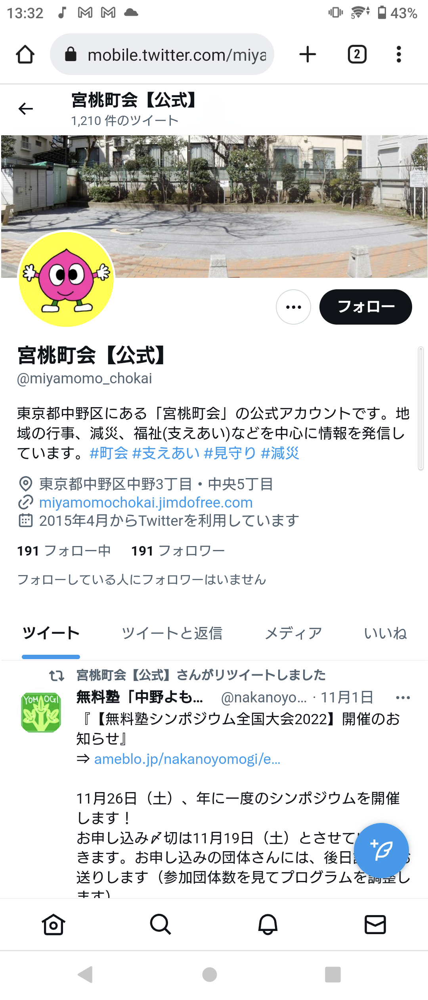 13:32
43%
mobile.twitter.com/miya
2
宮桃町会【公式】
1,210 件のツイート
フォロー
宮桃町会【公式】
@miyamomo_chokai
東京都中野区にある「宮桃町会」の公式アカウントです。地
域の行事、減災、福祉(支えあい)などを中心に情報を発信し
ています。#町会 #支えあい #見守り #減災
東京都中野区中野3丁目・中央5丁目
miyamomochokai.jimdofree.com
2015年4月からTwitterを利用しています
191 フォロー中 191 フォロワー
フォローしている人にフォロワーはいません
ツイート ツイートと返信 メディア いいね
宮桃町会【公式】さんがリツイートしました
YOMOGI
無料塾「中野よも... @nakanoyo... · 11月1日
『【無料塾シンポジウム全国大会2022】開催のお
知らせ』
⇒ ameblo.jp/nakanoyomogi/e...
11月26日（土）、年に一度のシンポジウムを開催
します！
お申し込み〆切は11月19日（土）とさせて
きます。お申し込みの団体さんには、後日
送りします（参加団体数を見てプログラムを調整し
ます）